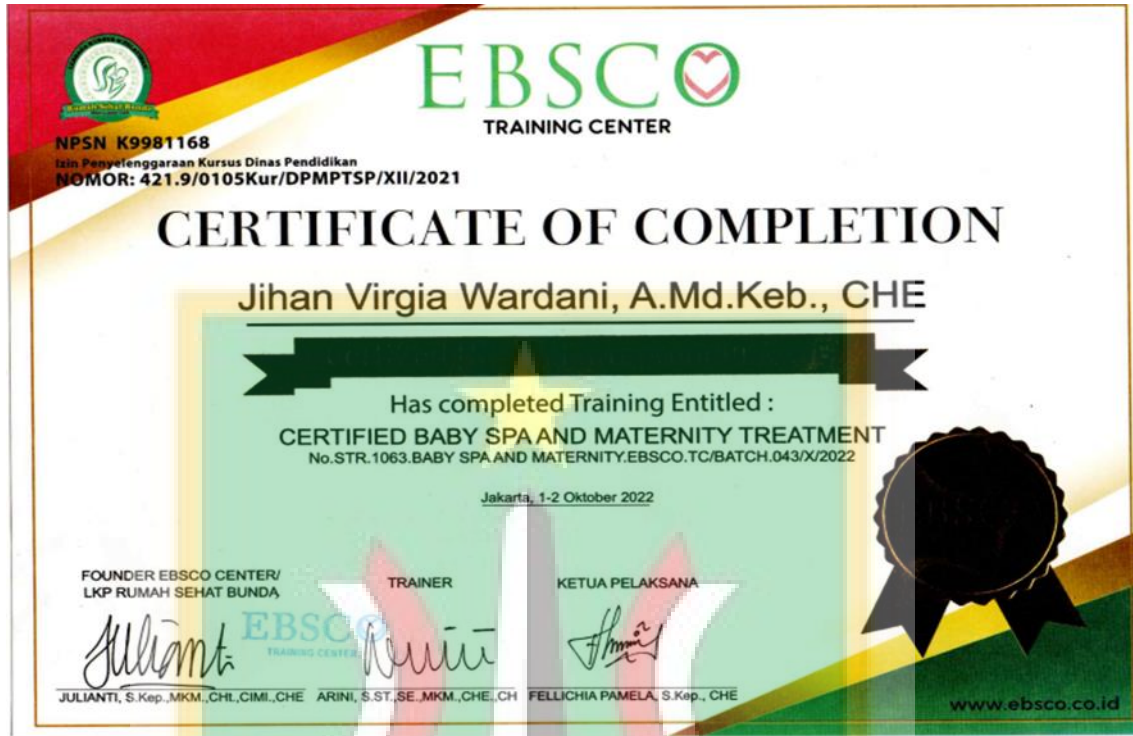 Rumah Sehat Bunda
NPSN K9981168
Izin Penyelenggaraan Kursus Dinas Pendidikan
NOMOR: 421.9/0105Kur/DPMPTSP/XII/2021
EBSCO
TRAINING CENTER
CERTIFICATE OF COMPLETION
Jihan Virgia Wardani, A.Md.Keb., CHE
Has completed Training Entitled :
CERTIFIED BABY SPA AND MATERNITY TREATMENT
No.STR.1063.BABY SPA AND MATERNITY.EBSCO.TC/BATCH.043/X/2022
Jakarta, 1-2 Oktober 2022
FOUNDER EBSCO CENTER/
LKP RUMAH SEHAT BUNDA
TRAINER
KETUA PELAKSANA
EBSCO
TRAINING CENTER
JULIANTI, S.Kep.,MKM.,CHt.,CIMI.,CHE
ARINI, S.ST.,SE.,MKM.,CHE.,CH
FELLICHIA PAMELA, S.Kep., CHE
www.ebsco.co.id